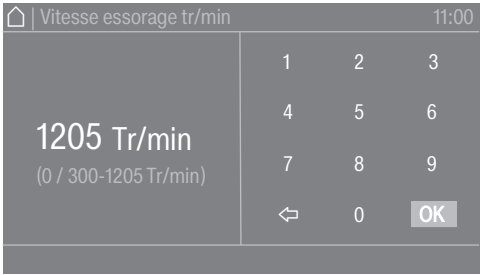 | Vitesse essorage tr/min 11:00
1205 Tr/min
(0 / 300-1205 Tr/min)
1 2 3
4 5 6
7 8 9
0 OK